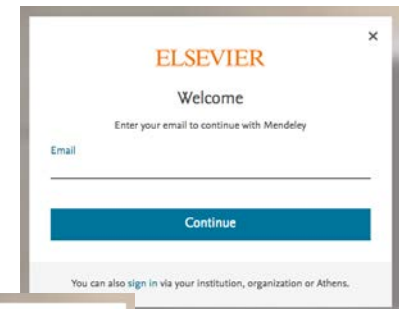 ×
ELSEVIER
Welcome
Enter your email to continue with Mendeley
Email
Continue
You can also sign in via your institution, organization or Athens.